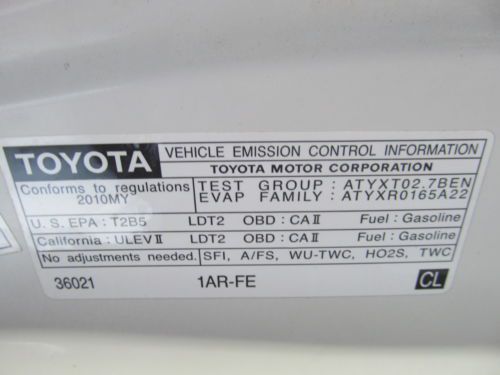 TOYOTA
VEHICLE EMISSION CONTROL INFORMATION
TOYOTA MOTOR CORPORATION
Conforms to regulations
2010MY
TEST GROUP : ATYXT02.7BEN
EVAP FAMILY : ATYXR0165A22
U.S. EPA : T2B5 LDT2 OBD : CAⅡ Fuel : Gasoline
California : ULEVⅡ LDT2 OBD : CAⅡ Fuel : Gasoline
No adjustments needed. SFI, A/FS, WU-TWC, HO2S, TWC
36021 1AR-FE CL